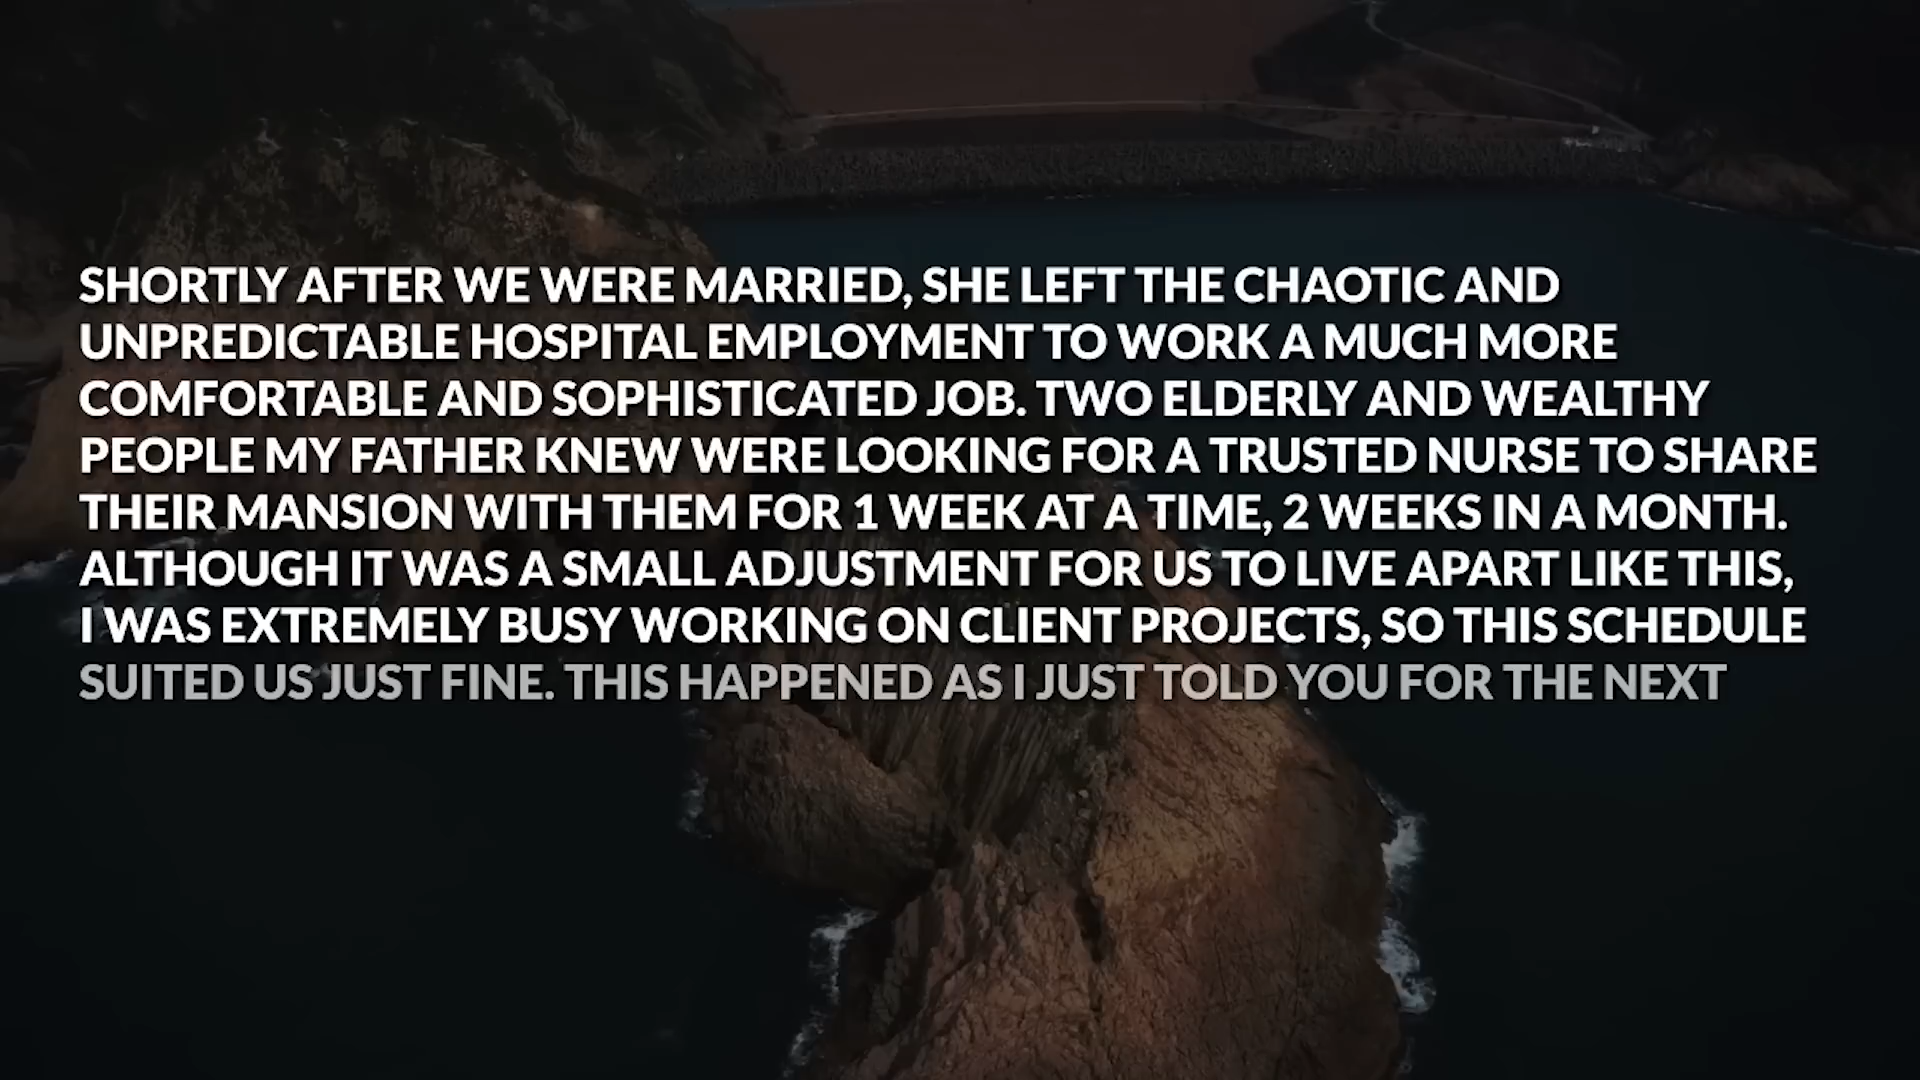 SHORTLY AFTER WE WERE MARRIED, SHE LEFT THE CHAOTIC AND
UNPREDICTABLE HOSPITAL EMPLOYMENT TO WORK A MUCH MORE
COMFORTABLE AND SOPHISTICATED JOB. TWO ELDERLY AND WEALTHY
PEOPLE MY FATHER KNEW WERE LOOKING FOR A TRUSTED NURSE TO SHARE
THEIR MANSION WITH THEM FOR 1 WEEK AT A TIME, 2 WEEKS IN A MONTH.
ALTHOUGH IT WAS A SMALL ADJUSTMENT FOR US TO LIVE APART LIKE THIS,
I WAS EXTREMELY BUSY WORKING ON CLIENT PROJECTS, SO THIS SCHEDULE
SUITED US JUST FINE. THIS HAPPENED AS I JUST TOLD YOU FOR THE NEXT